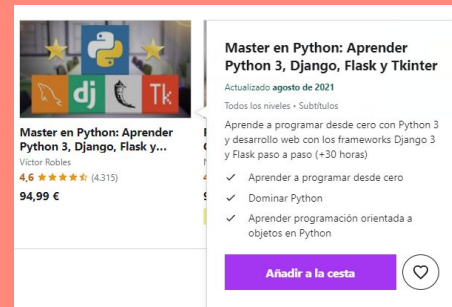 dj
Tk
Master en Python: Aprender
Python 3, Django, Flask y...
Víctor Robles
4,6 (4.315)
94,99 €
Master en Python: Aprender
Python 3, Django, Flask y Tkinter
Actualizado agosto de 2021
Todos los niveles • Subtítulos
Aprende a programar desde cero con Python 3
y desarrollo web con los frameworks Django 3
y Flask paso a paso (+30 horas)
Aprender a programar desde cero
Dominar Python
Aprender programación orientada a
objetos en Python
Añadir a la cesta